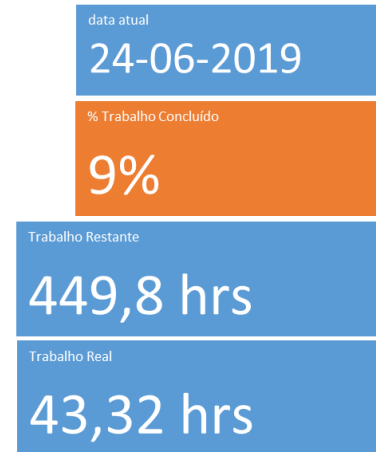 data atual
24-06-2019
% Trabalho Concluído
9%
Trabalho Restante
449,8 hrs
Trabalho Real
43,32 hrs